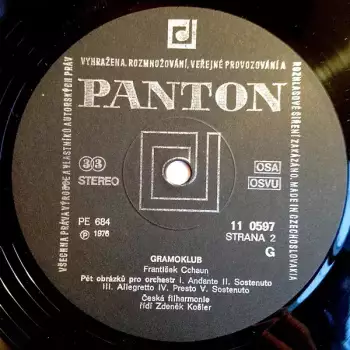 VYHRAŽENA. ROZMNOŽOVÁNÍ, VEŘEJNÉ PROVOZOVÁNÍ A
ROZHLASOVÉ ŠÍŘENÍ ZAKÁZÁNO. MADE IN CZECHOSLOVAKIA
VŠECHNA PRÁVA VÝROBCE A VLASTNÍKŮ AUTORSKÝCH PRÁV
PANTON
33
STEREO
OSA
OSVU
PE 684
℗ 1976
11 0597
STRANA 2
G
GRAMOKLUB
František Cchaun
Pět obrázků pro orchestr I. Andante II. Sostenuto
III. Allegretto IV. Presto V. Sostenuto
Česká filharmonie
řídí Zdeněk Košler